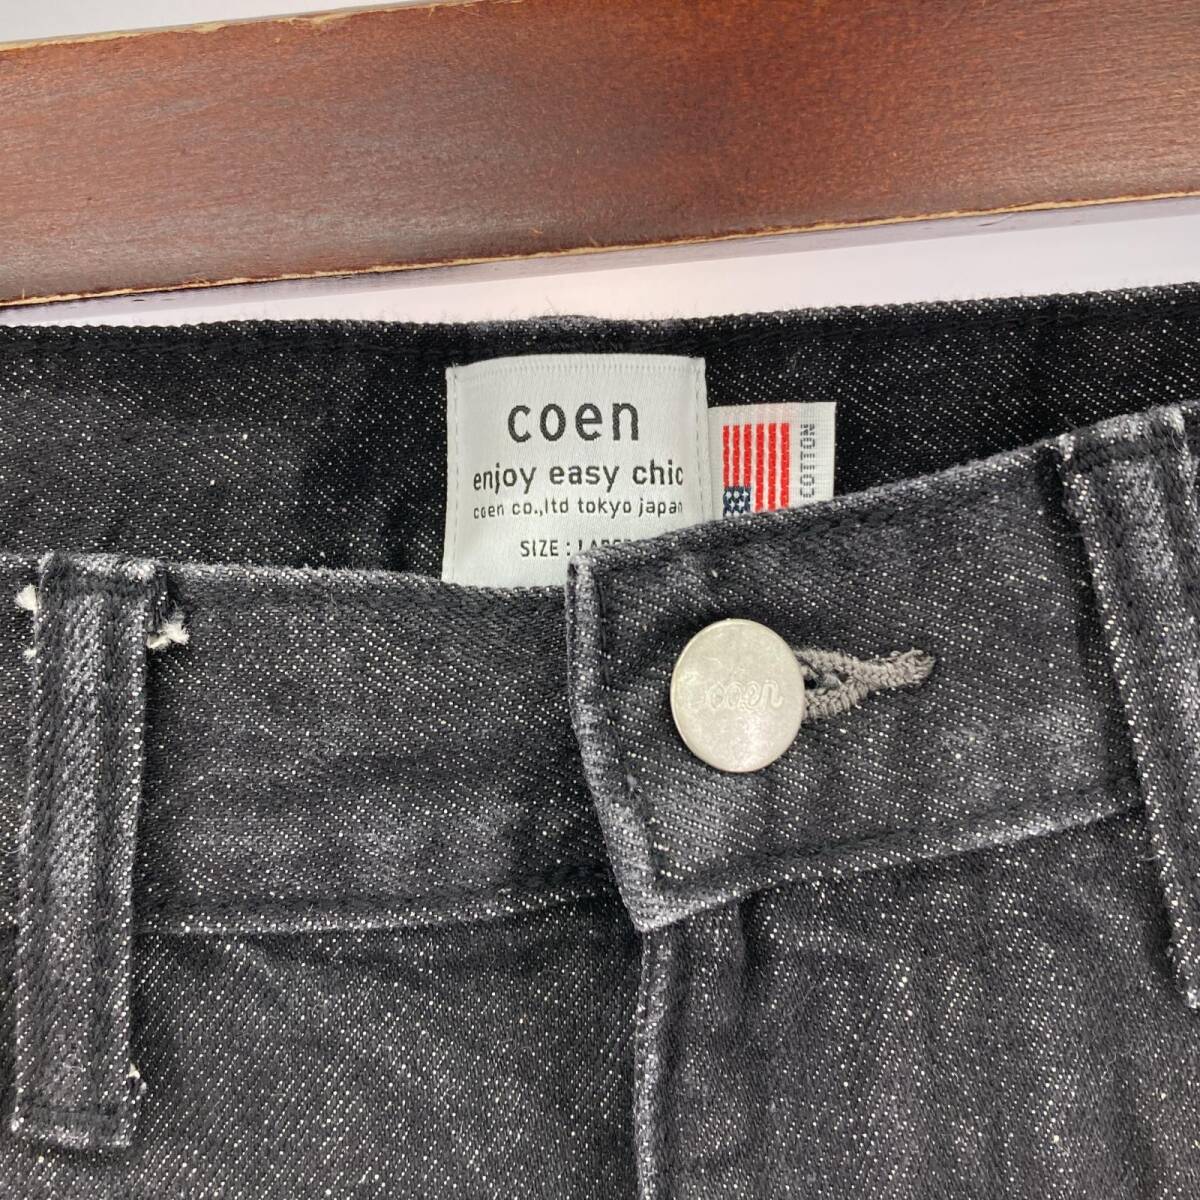 coen
enjoy easy chic
coen co.,ltd tokyo japan
SIZE : LARGE
COTTON
coen